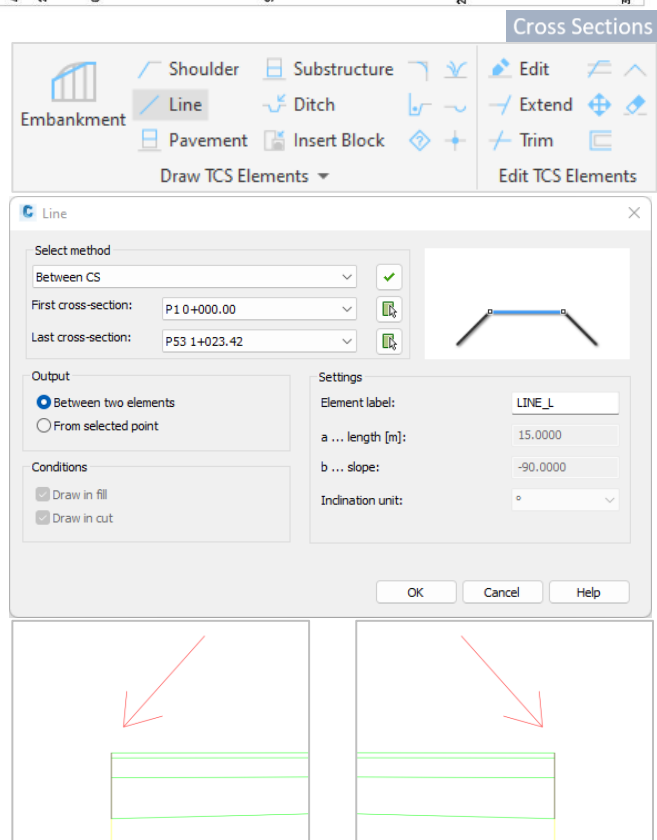 Cross Sections
Shoulder Substructure Edit
Embankment Line Ditch Extend
Pavement Insert Block Trim
Draw TCS Elements Edit TCS Elements
C Line
Select method
Between CS
First cross-section: P1 0+000.00
Last cross-section: P53 1+023.42
Output
Between two elements
From selected point
Conditions
Draw in fill
Draw in cut
Settings
Element label: LINE_L
a ... length [m]: 15.0000
b ... slope: -90.0000
Inclination unit: °
OK Cancel Help